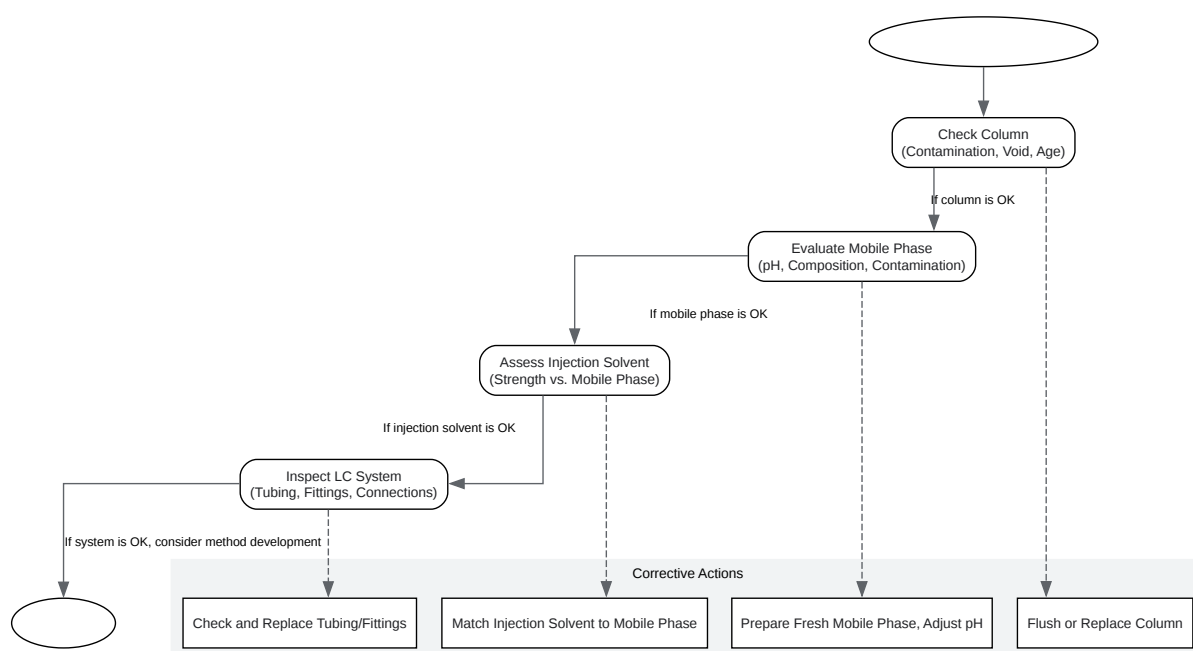 Check Column
(Contamination, Void, Age)
If column is OK
Evaluate Mobile Phase
(pH, Composition, Contamination)
If mobile phase is OK
Assess Injection Solvent
(Strength vs. Mobile Phase)
If injection solvent is OK
Inspect LC System
(Tubing, Fittings, Connections)
If system is OK, consider method development
Corrective Actions
Check and Replace Tubing/Fittings
Match Injection Solvent to Mobile Phase
Prepare Fresh Mobile Phase, Adjust pH
Flush or Replace Column